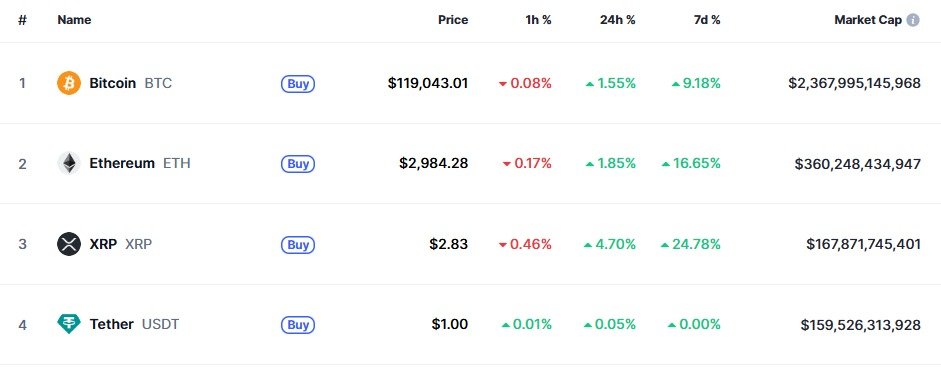 # Name Price 1h % 24h % 7d % Market Cap i
1 Bitcoin BTC Buy $119,043.01 0.08% 1.55% 9.18% $2,367,995,145,968
2 Ethereum ETH Buy $2,984.28 0.17% 1.85% 16.65% $360,248,434,947
3 XRP XRP Buy $2.83 0.46% 4.70% 24.78% $167,871,745,401
4 Tether USDT Buy $1.00 0.01% 0.05% 0.00% $159,526,313,928